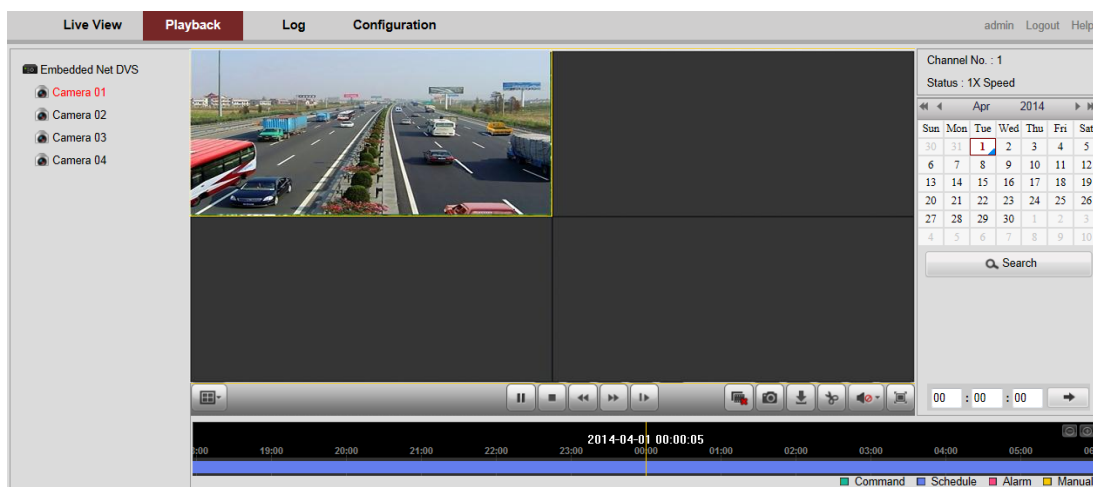 Live View Playback Log Configuration admin Logout Help
Embedded Net DVS
Camera 01
Camera 02
Camera 03
Camera 04
Channel No. : 1
Status : 1X Speed
Apr 2014
Sun Mon Tue Wed Thu Fri Sat
30 31 1 2 3 4 5
6 7 8 9 10 11 12
13 14 15 16 17 18 19
20 21 22 23 24 25 26
27 28 29 30 1 2 3
4 5 6 7 8 9 10
Search
00 : 00 : 00
2014-04-01 00:00:05
:00 19:00 20:00 21:00 22:00 23:00 00:00 01:00 02:00 03:00 04:00 05:00 06
Command Schedule Alarm Manual